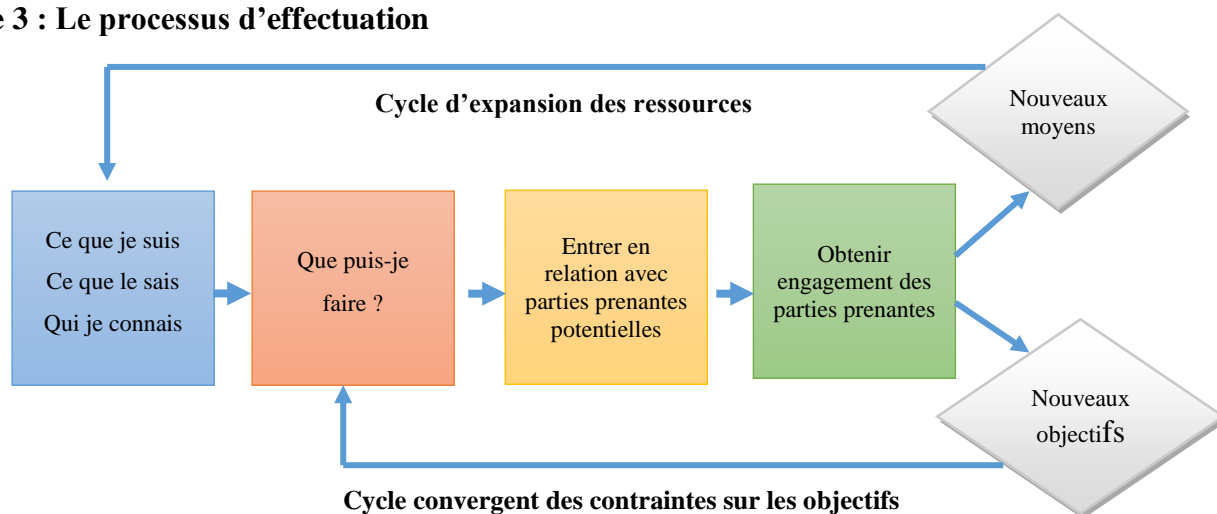 e 3 : Le processus d’effectuation
Cycle d’expansion des ressources
Nouveaux
moyens
Ce que je suis
Ce que le sais
Qui je connais
Que puis-je
faire ?
Entrer en
relation avec
parties prenantes
potentielles
Obtenir
engagement des
parties prenantes
Nouveaux
objectifs
Cycle convergent des contraintes sur les objectifs